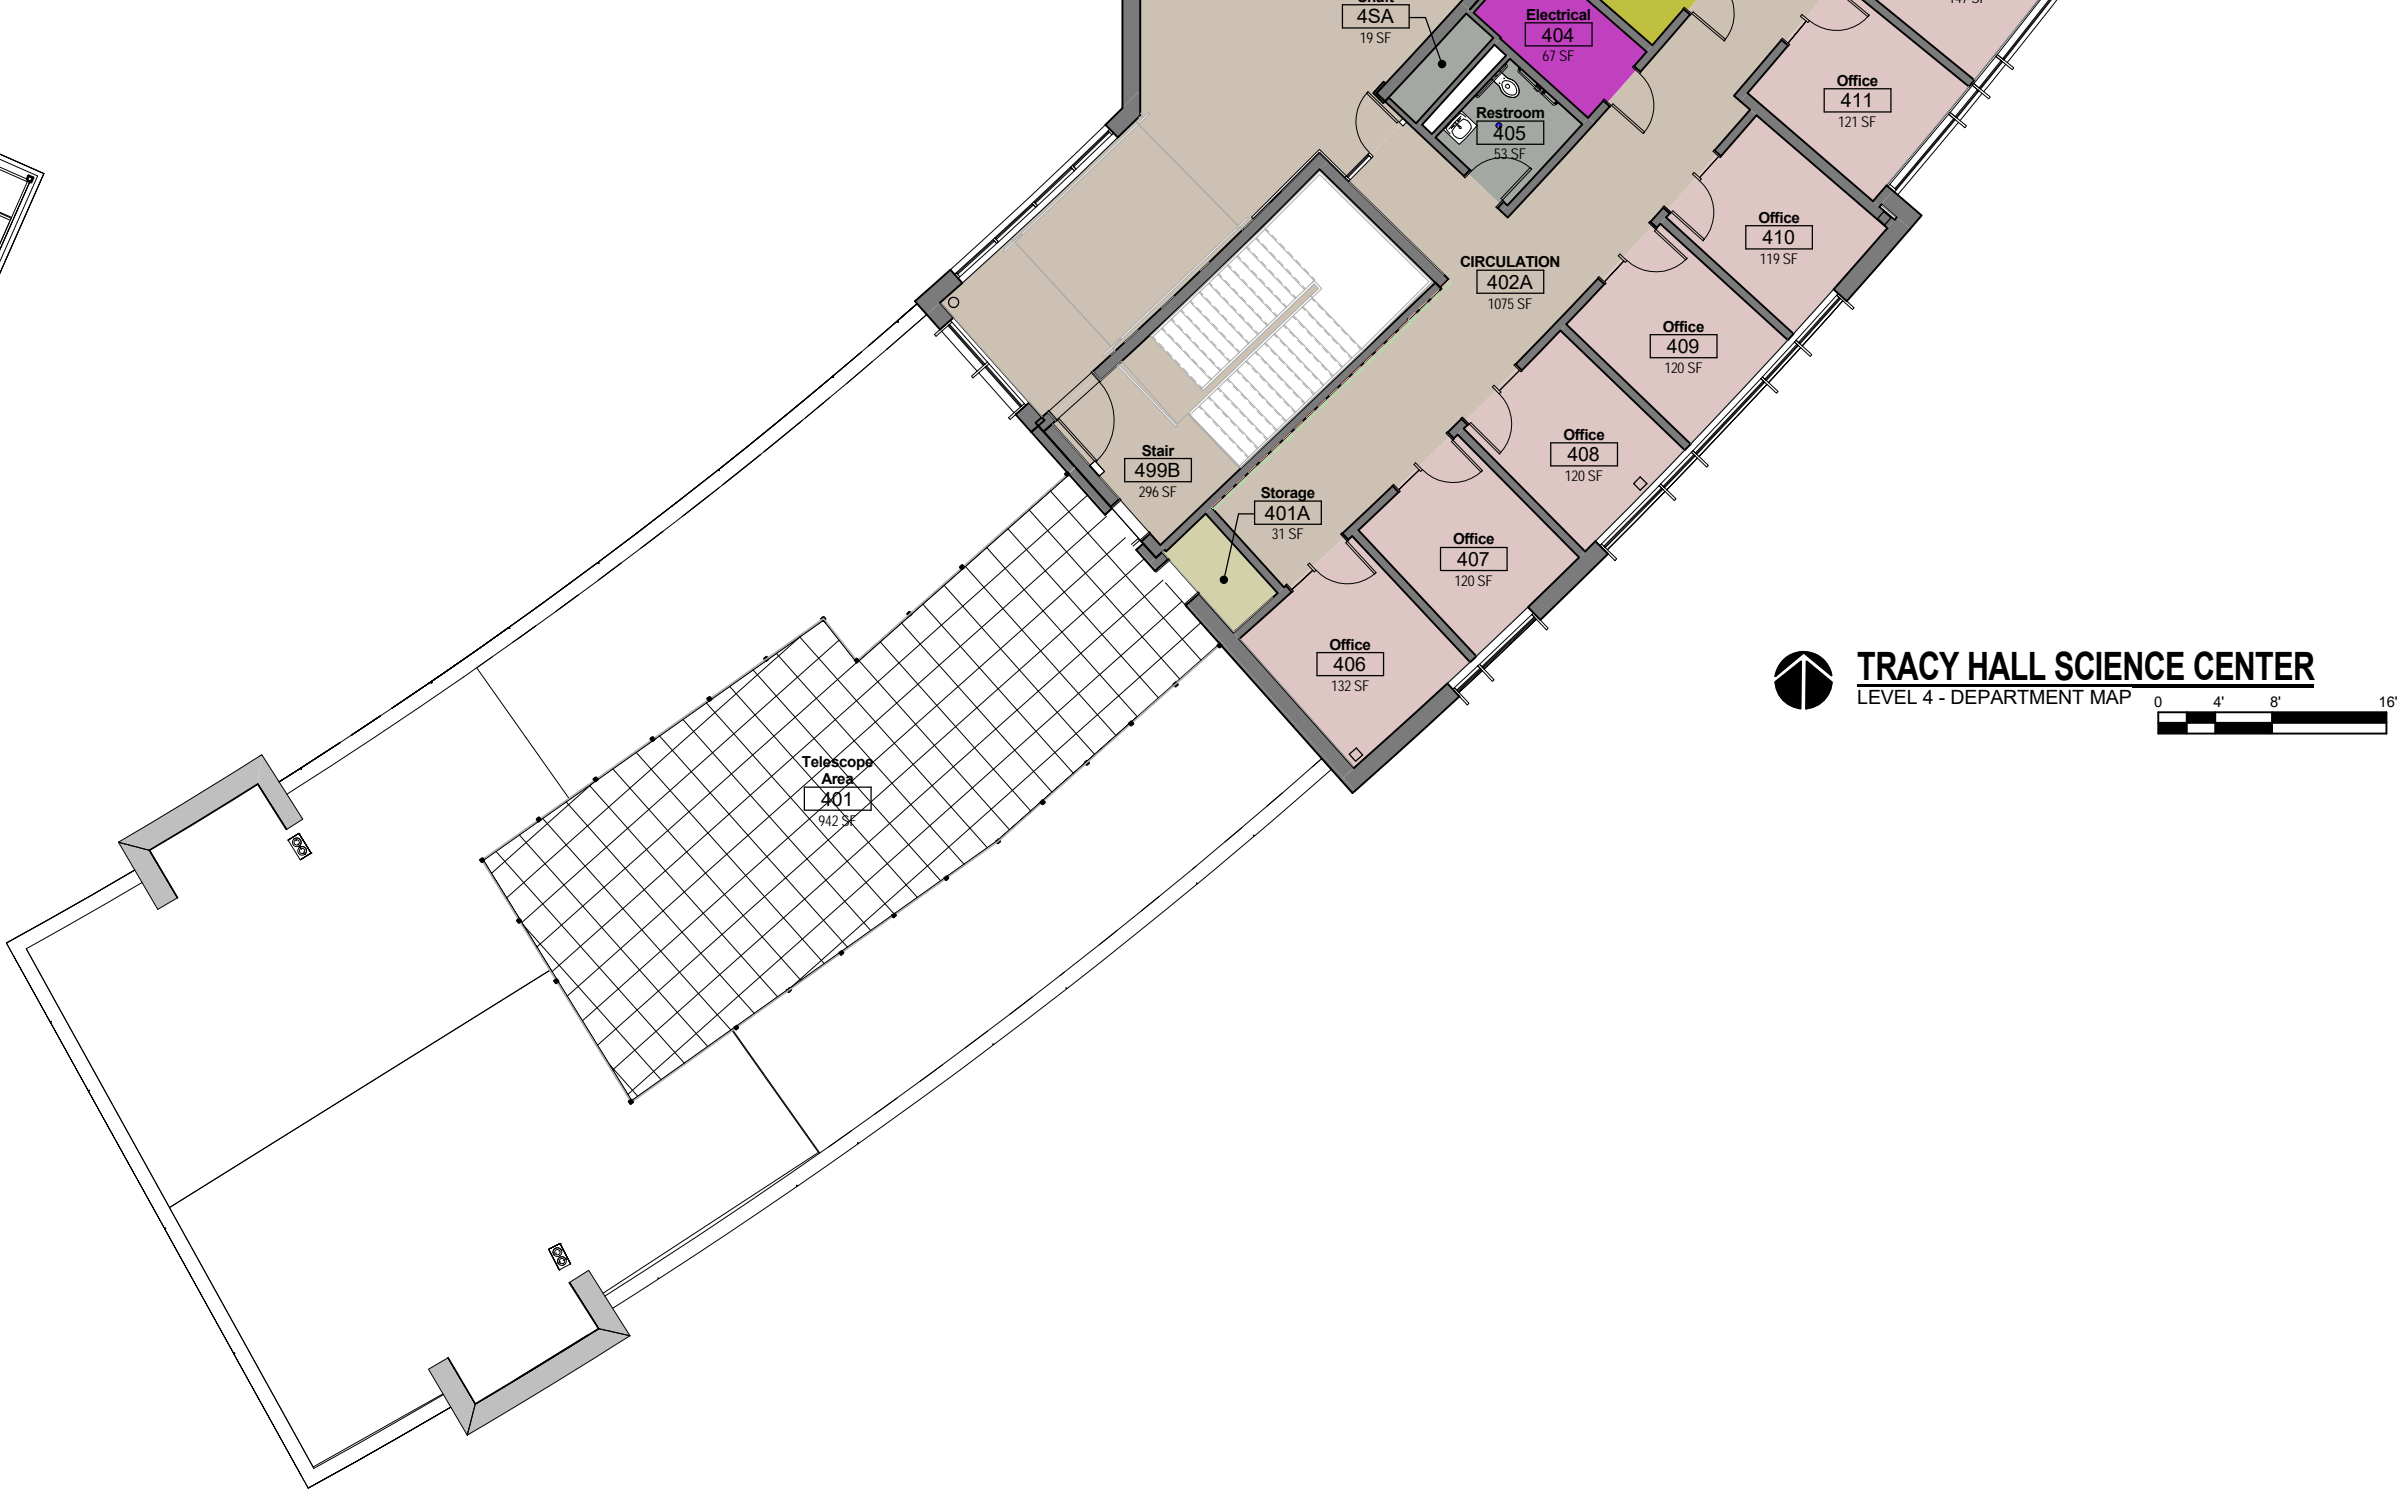 Shaft
4SA
19 SF
Electrical
404
67 SF
147 SF
Office
411
121 SF
Restroom
405
53 SF
Office
410
119 SF
CIRCULATION
402A
1075 SF
Office
409
120 SF
Office
408
120 SF
Stair
499B
296 SF
Storage
401A
31 SF
Office
407
120 SF
Office
406
132 SF
TRACY HALL SCIENCE CENTER
LEVEL 4 - DEPARTMENT MAP
0 4' 8' 16'
Telescope
Area
401
942 SF